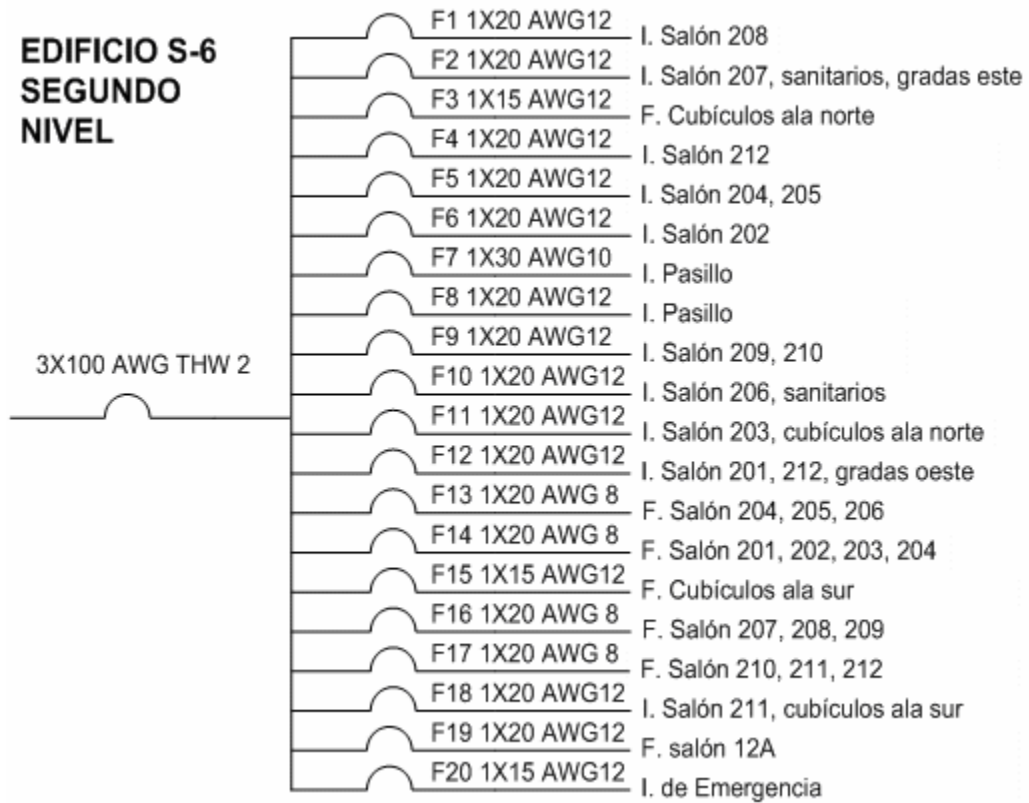 EDIFICIO S-6
SEGUNDO
NIVEL
3X100 AWG THW 2
F1 1X20 AWG12
I. Salón 208
F2 1X20 AWG12
I. Salón 207, sanitarios, gradas este
F3 1X15 AWG12
F. Cubículos ala norte
F4 1X20 AWG12
I. Salón 212
F5 1X20 AWG12
I. Salón 204, 205
F6 1X20 AWG12
I. Salón 202
F7 1X30 AWG10
I. Pasillo
F8 1X20 AWG12
I. Pasillo
F9 1X20 AWG12
I. Salón 209, 210
F10 1X20 AWG12
I. Salón 206, sanitarios
F11 1X20 AWG12
I. Salón 203, cubículos ala norte
F12 1X20 AWG12
I. Salón 201, 212, gradas oeste
F13 1X20 AWG 8
F. Salón 204, 205, 206
F14 1X20 AWG 8
F. Salón 201, 202, 203, 204
F15 1X15 AWG12
F. Cubículos ala sur
F16 1X20 AWG 8
F. Salón 207, 208, 209
F17 1X20 AWG 8
F. Salón 210, 211, 212
F18 1X20 AWG12
I. Salón 211, cubículos ala sur
F19 1X20 AWG12
F. salón 12A
F20 1X15 AWG12
I. de Emergencia